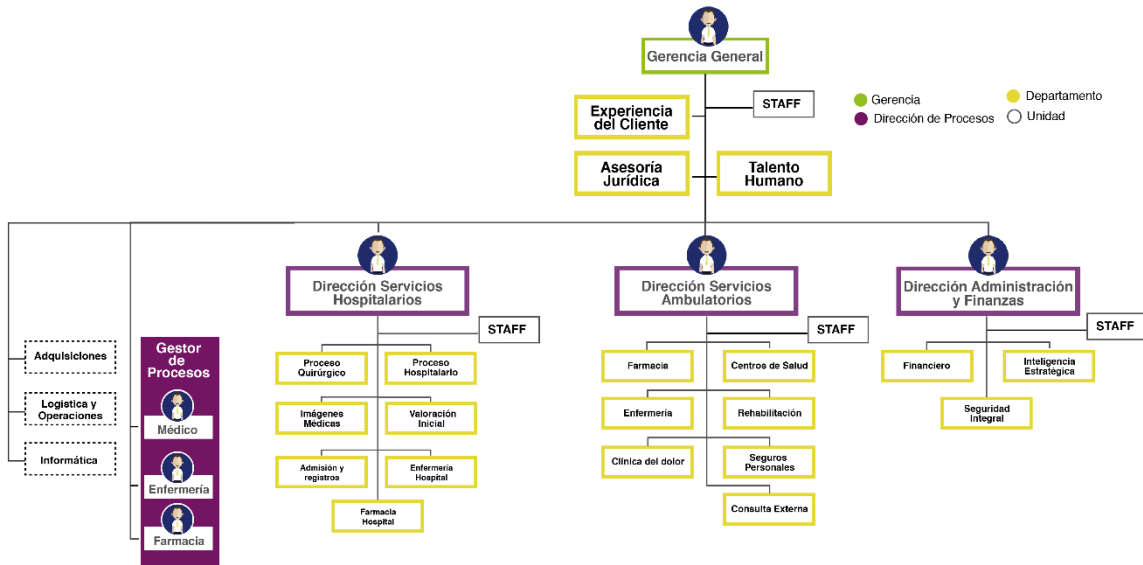 Gerencia General
Experiencia
del Cliente
STAFF
Gerencia
Departamento
Dirección de Procesos
Unidad
Asesoría
Jurídica
Talento
Humano
Dirección Servicios
Hospitalarios
Dirección Servicios
Ambulatorios
Dirección Administración
y Finanzas
STAFF
STAFF
STAFF
Adquisiciones
Logística y
Operaciones
Informática
Gestor
de
Procesos
Médico
Enfermería
Farmacia
Proceso
Quirúrgico
Proceso
Hospitalario
Imágenes
Médicas
Valoración
Inicial
Admisión y
registros
Enfermería
Hospital
Farmacia
Hospital
Farmacia
Centros de Salud
Enfermería
Rehabilitación
Clínica del dolor
Seguros
Personales
Consulta Externa
Financiero
Inteligencia
Estratégica
Seguridad
Integral